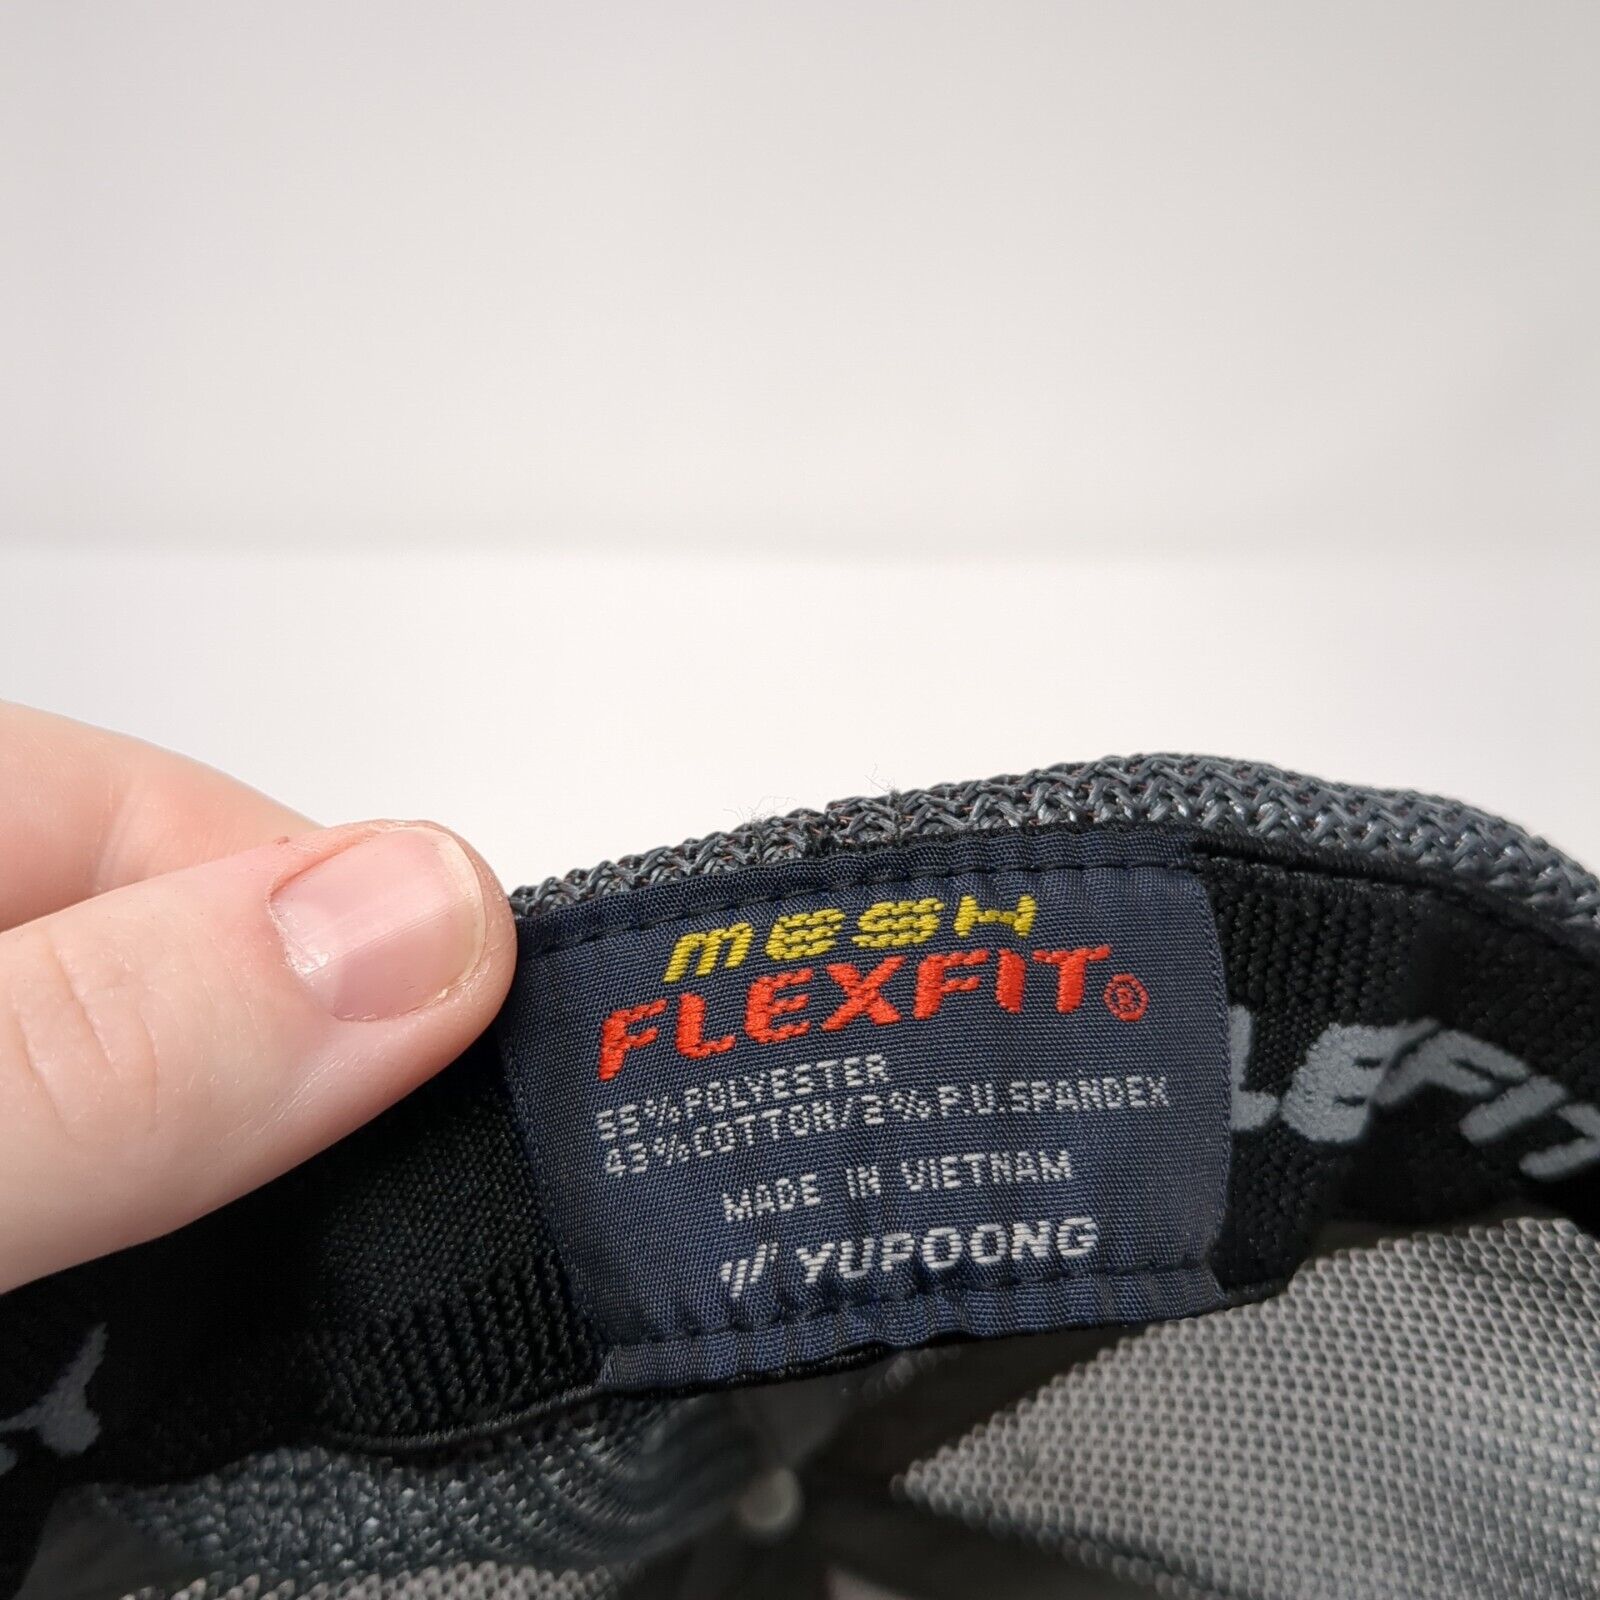 mesh
FLEXFIT®
55%POLYESTER
43%COTTON/2%P.U.SPANDEX
MADE IN VIETNAM
YUPOONG